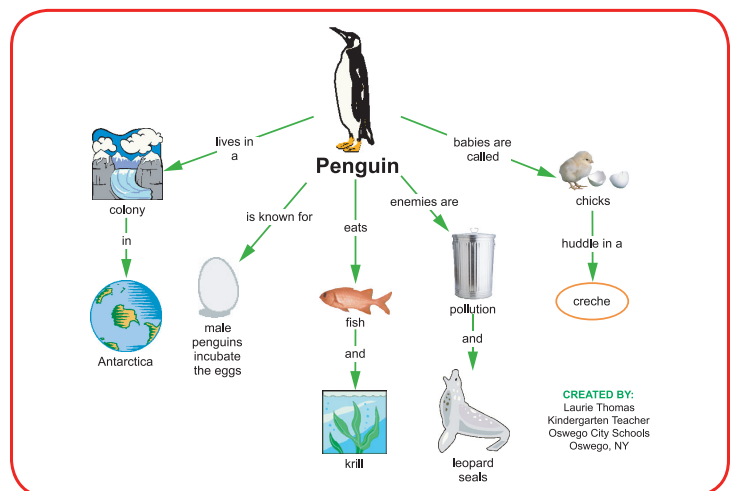 Penguin
lives in
a
colony
in
Antarctica
is known for
male
penguins
incubate
the eggs
eats
fish
and
krill
enemies are
pollution
and
leopard
seals
babies are
called
chicks
huddle in a
creche
CREATED BY:
Laurie Thomas
Kindergarten Teacher
Oswego City Schools
Oswego, NY